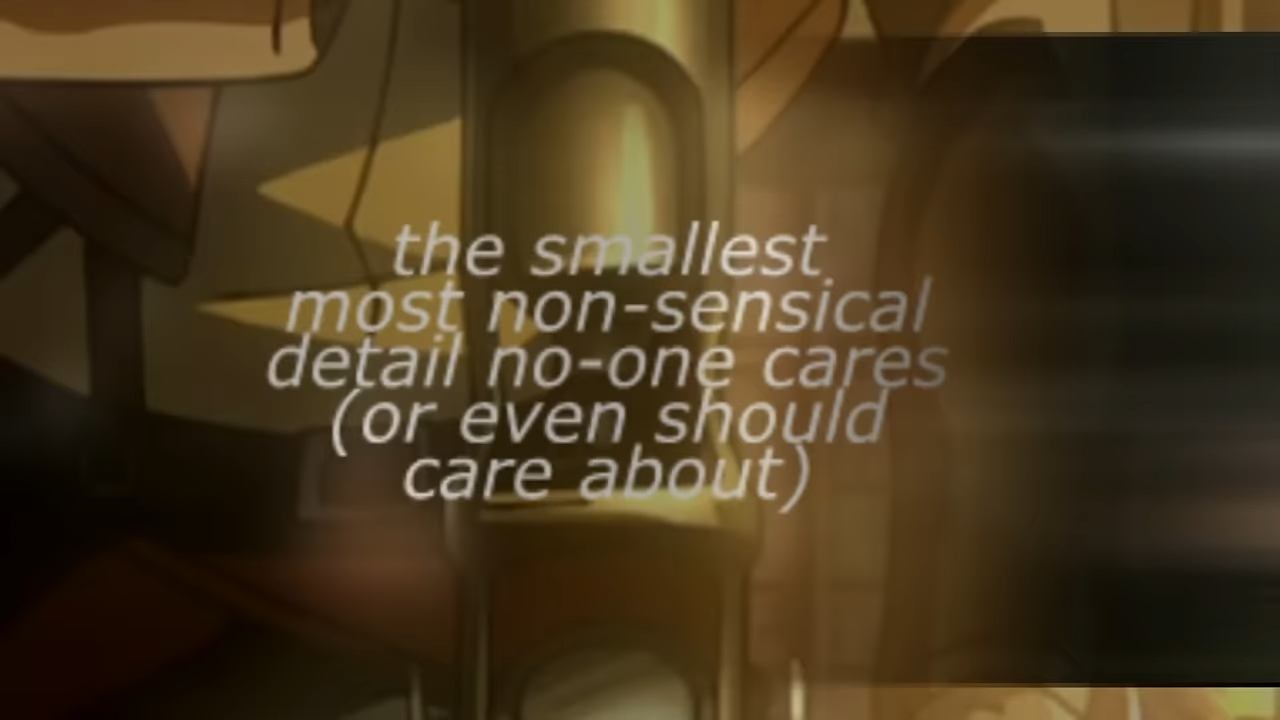 the smallest
most non-sensical
detail no-one cares
(or even should
care about)